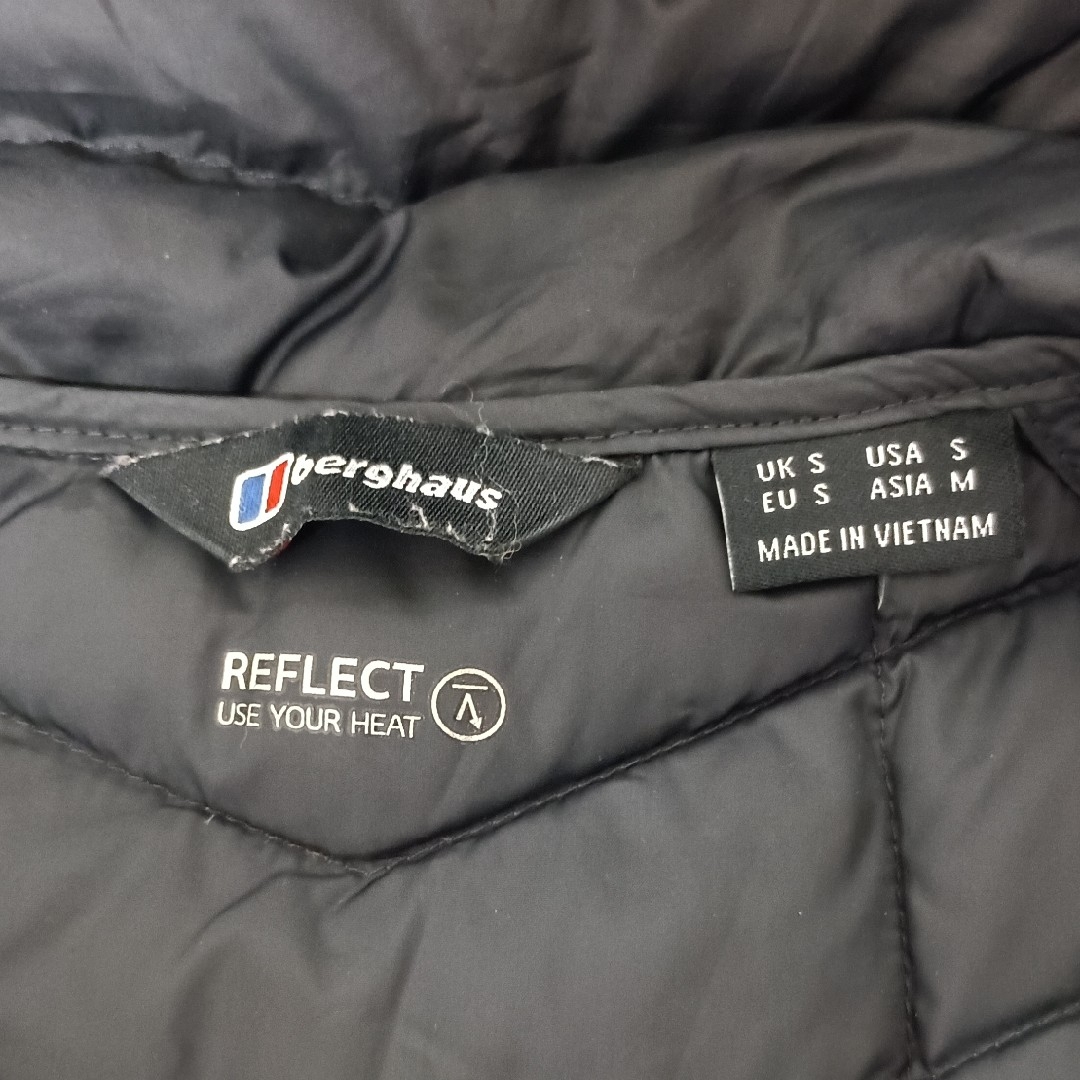 berghaus
UK S USA S
EU S ASIA M
MADE IN VIETNAM
REFLECT
USE YOUR HEAT